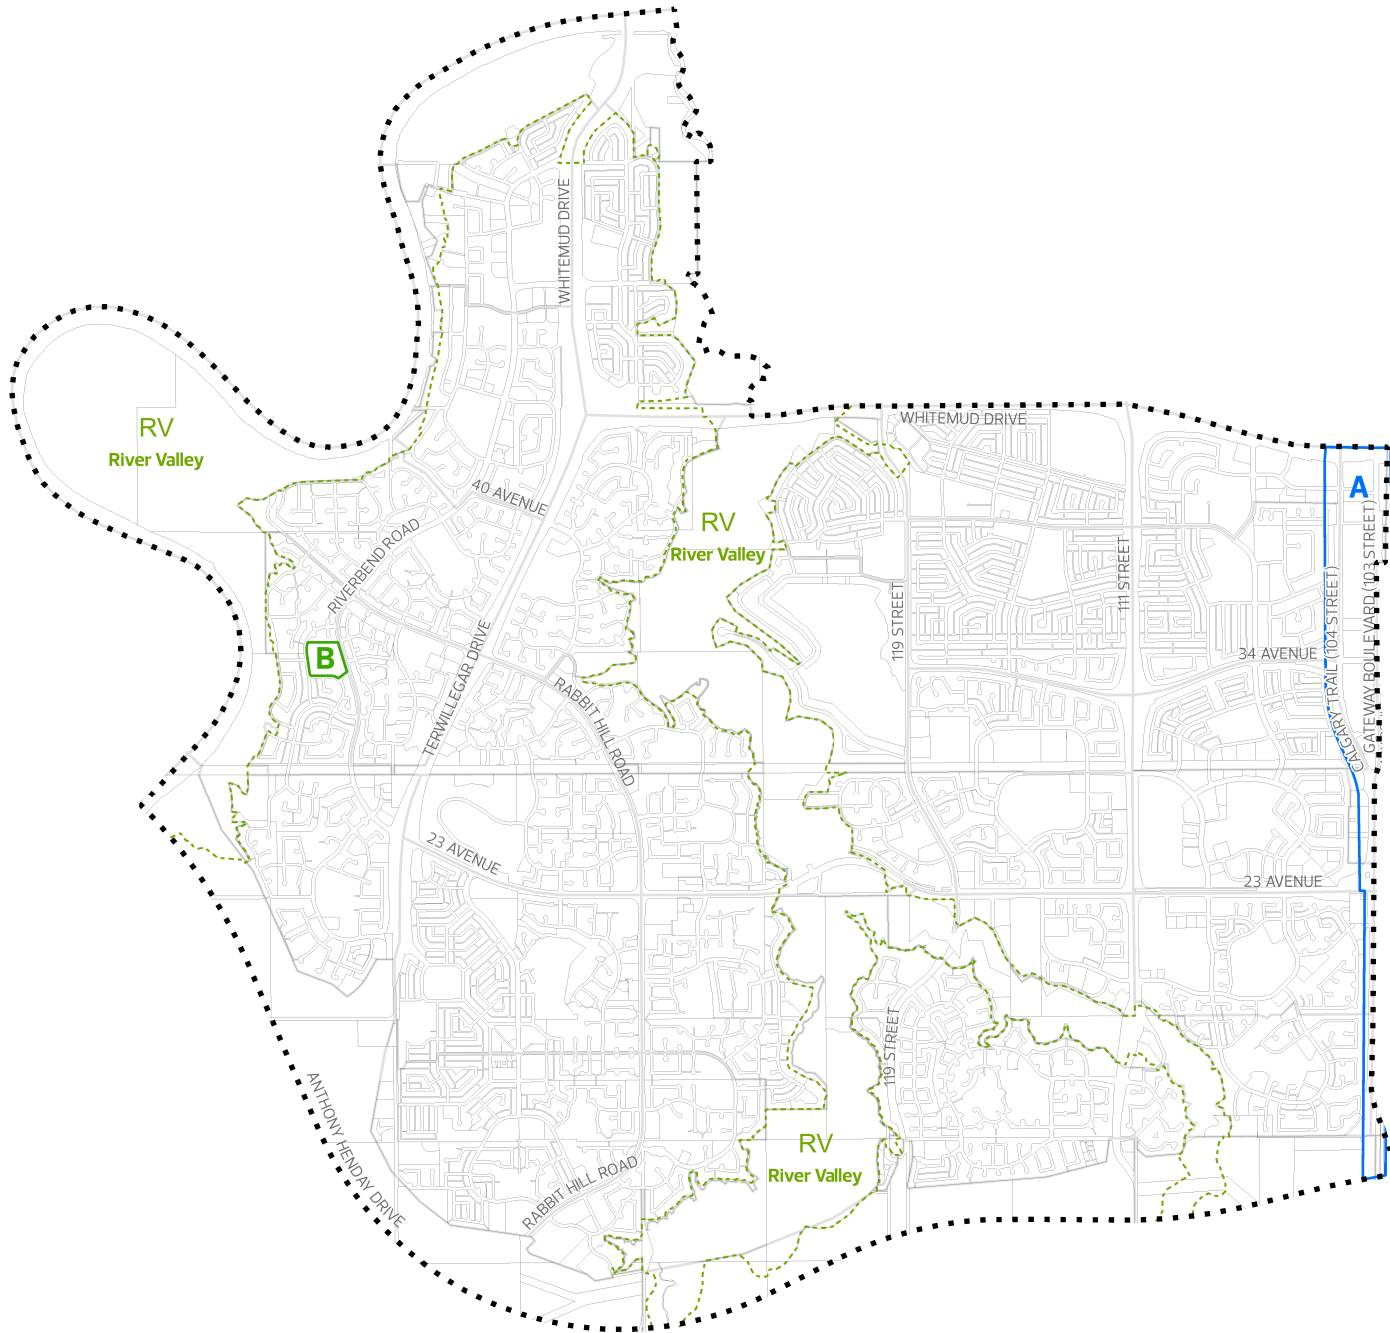 WHITEMUD DRIVE
WHITEMUD DRIVE
RV
River Valley
A
40 AVENUE
RIVERBEND ROAD
RV
River Valley
111 STREET
119 STREET
CALGARY TRAIL (104 STREET)
GATEWAY BOULEVARD (103 STREET)
34 AVENUE
B
TERWILLEGAR DRIVE
RABBIT HILL ROAD
23 AVENUE
23 AVENUE
119 STREET
ANTHONY HENDAY DRIVE
RV
River Valley
RABBIT HILL ROAD